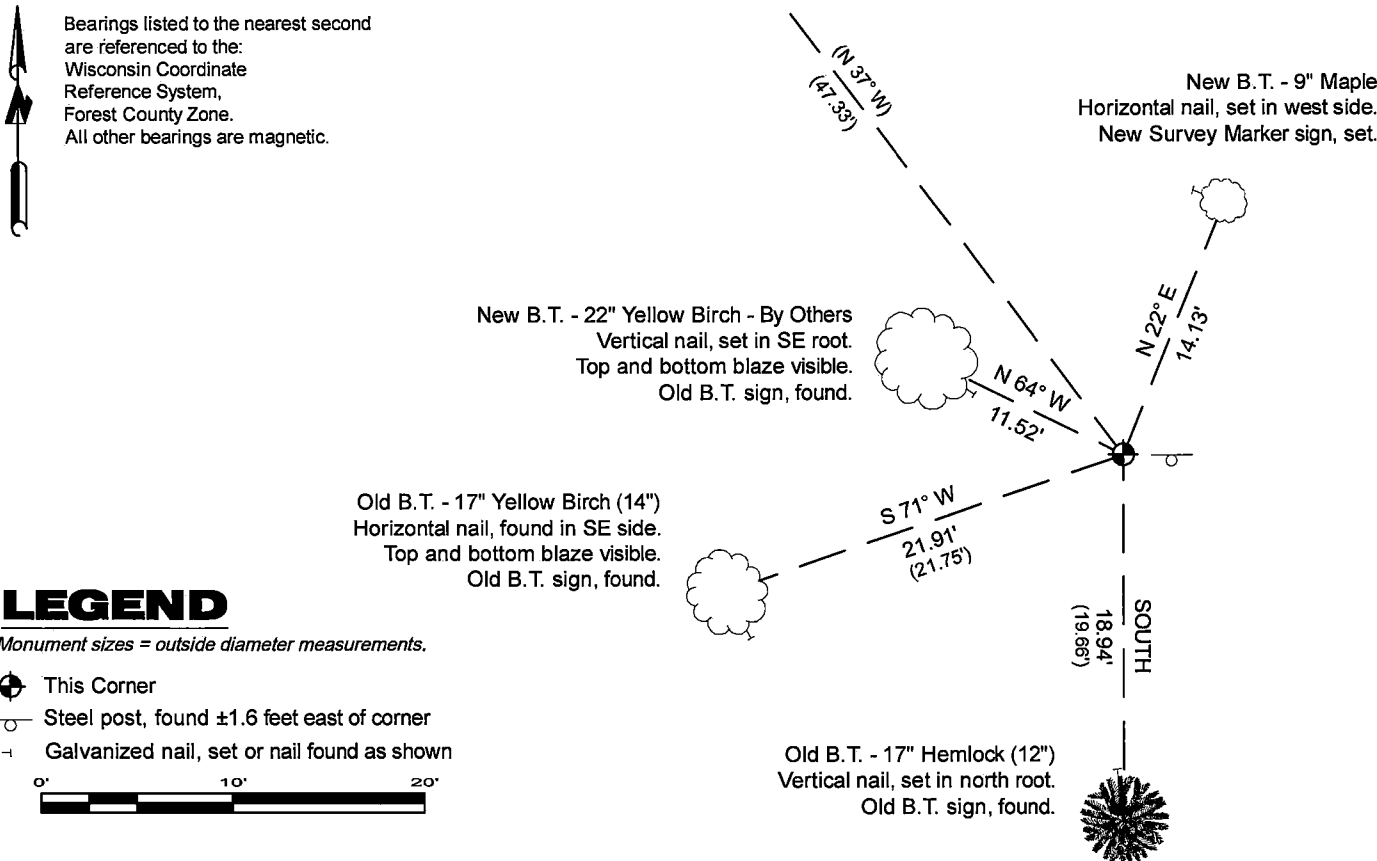 Bearings listed to the nearest second
are referenced to the:
Wisconsin Coordinate
Reference System,
Forest County Zone.
All other bearings are magnetic.
(N 37° W)
(47.33')
New B.T. - 9" Maple
Horizontal nail, set in west side.
New Survey Marker sign, set.
N 22° E
14.13'
New B.T. - 22" Yellow Birch - By Others
Vertical nail, set in SE root.
Top and bottom blaze visible.
Old B.T. sign, found.
N 64° W
11.52'
Old B.T. - 17" Yellow Birch (14")
Horizontal nail, found in SE side.
Top and bottom blaze visible.
Old B.T. sign, found.
S 71° W
21.91'
(21.75')
SOUTH
18.94'
(19.66')
LEGEND
Monument sizes = outside diameter measurements.
This Corner
Steel post, found ±1.6 feet east of corner
Galvanized nail, set or nail found as shown
0' 10' 20'
Old B.T. - 17" Hemlock (12")
Vertical nail, set in north root.
Old B.T. sign, found.